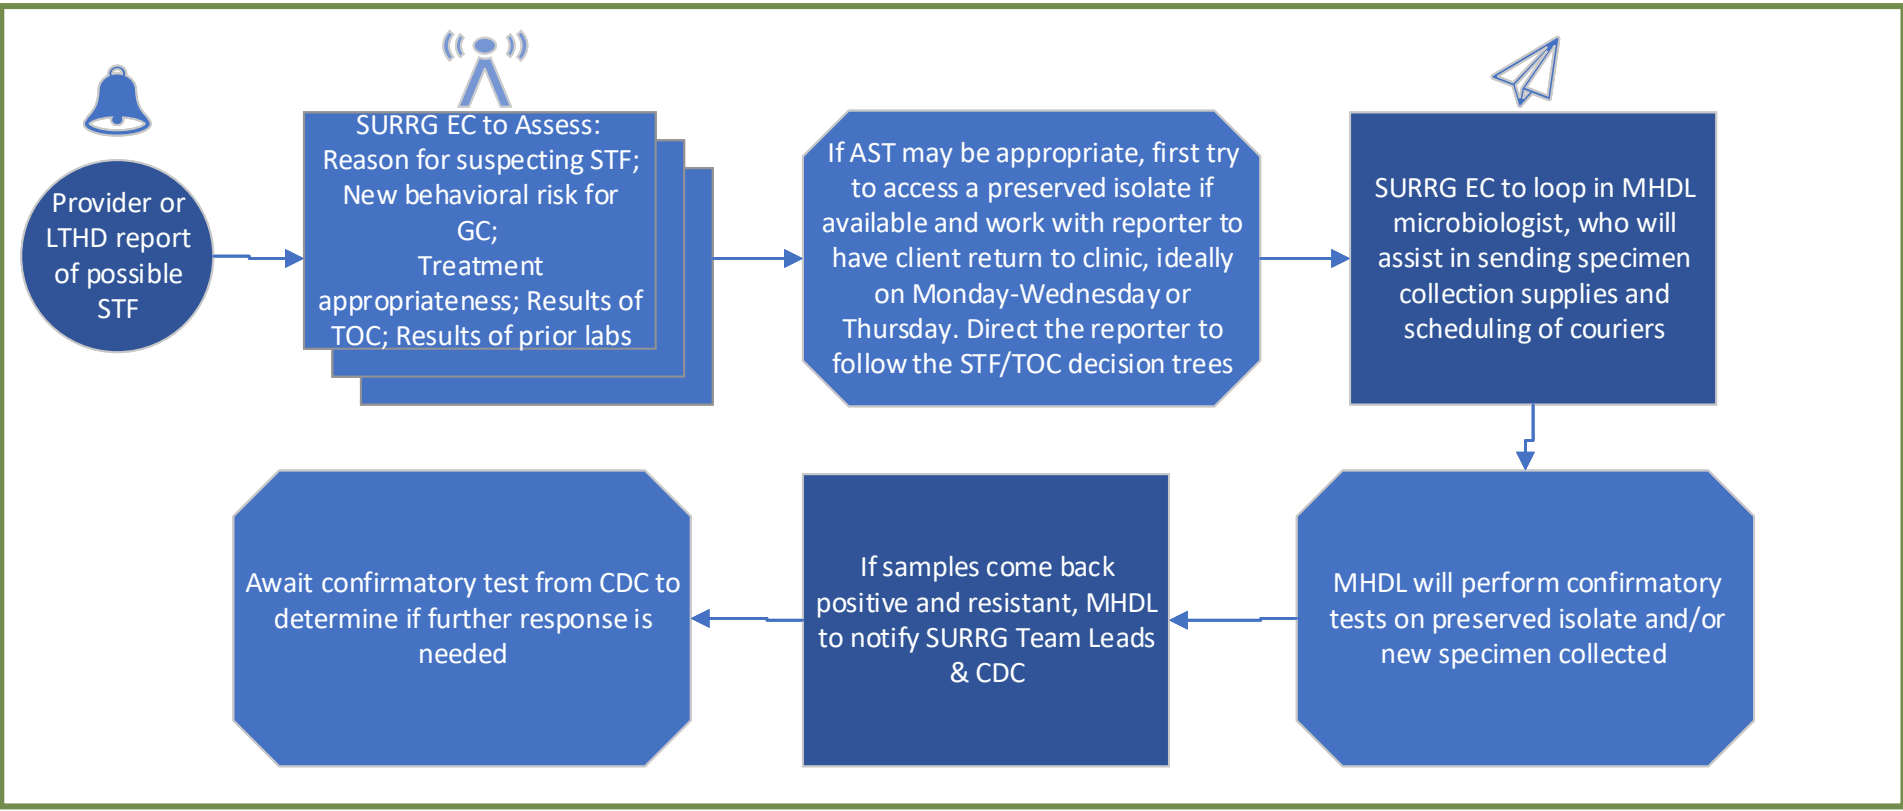 Provider or
LTHD report
of possible
STF
SURRG EC to Assess:
Reason for suspecting STF;
New behavioral risk for
GC;
Treatment
appropriateness; Results of
TOC; Results of prior labs
If AST may be appropriate, first try
to access a preserved isolate if
available and work with reporter to
have client return to clinic, ideally
on Monday-Wednesday or
Thursday. Direct the reporter to
follow the STF/TOC decision trees
SURRG EC to loop in MHDL
microbiologist, who will
assist in sending specimen
collection supplies and
scheduling of couriers
MHDL will perform confirmatory
tests on preserved isolate and/or
new specimen collected
If samples come back
positive and resistant, MHDL
to notify SURRG Team Leads
& CDC
Await confirmatory test from CDC to
determine if further response is
needed